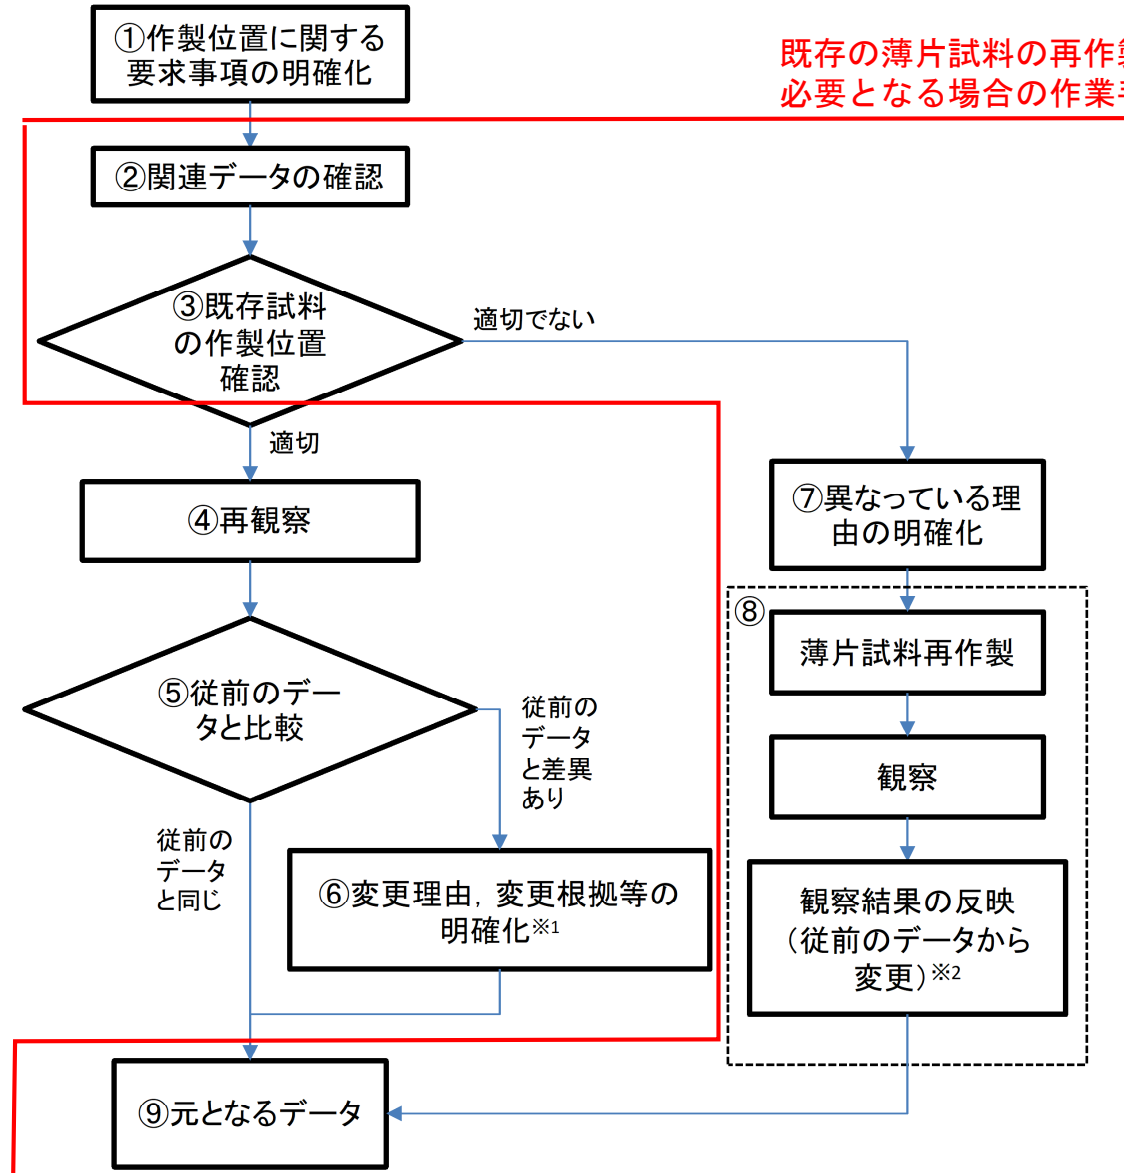 ①作製位置に関する
要求事項の明確化
既存の薄片試料の再作
必要となる場合の作業
②関連データの確認
③既存試料
の作製位置
確認
適切でない
適切
④再観察
⑦異なっている理
由の明確化
⑧
薄片試料再作製
⑤従前のデー
タと比較
従前の
データ
と差異
あり
観察
従前の
データ
と同じ
⑥変更理由，変更根拠等の
明確化※1
観察結果の反映
（従前のデータから
変更）※2
⑨元となるデータ